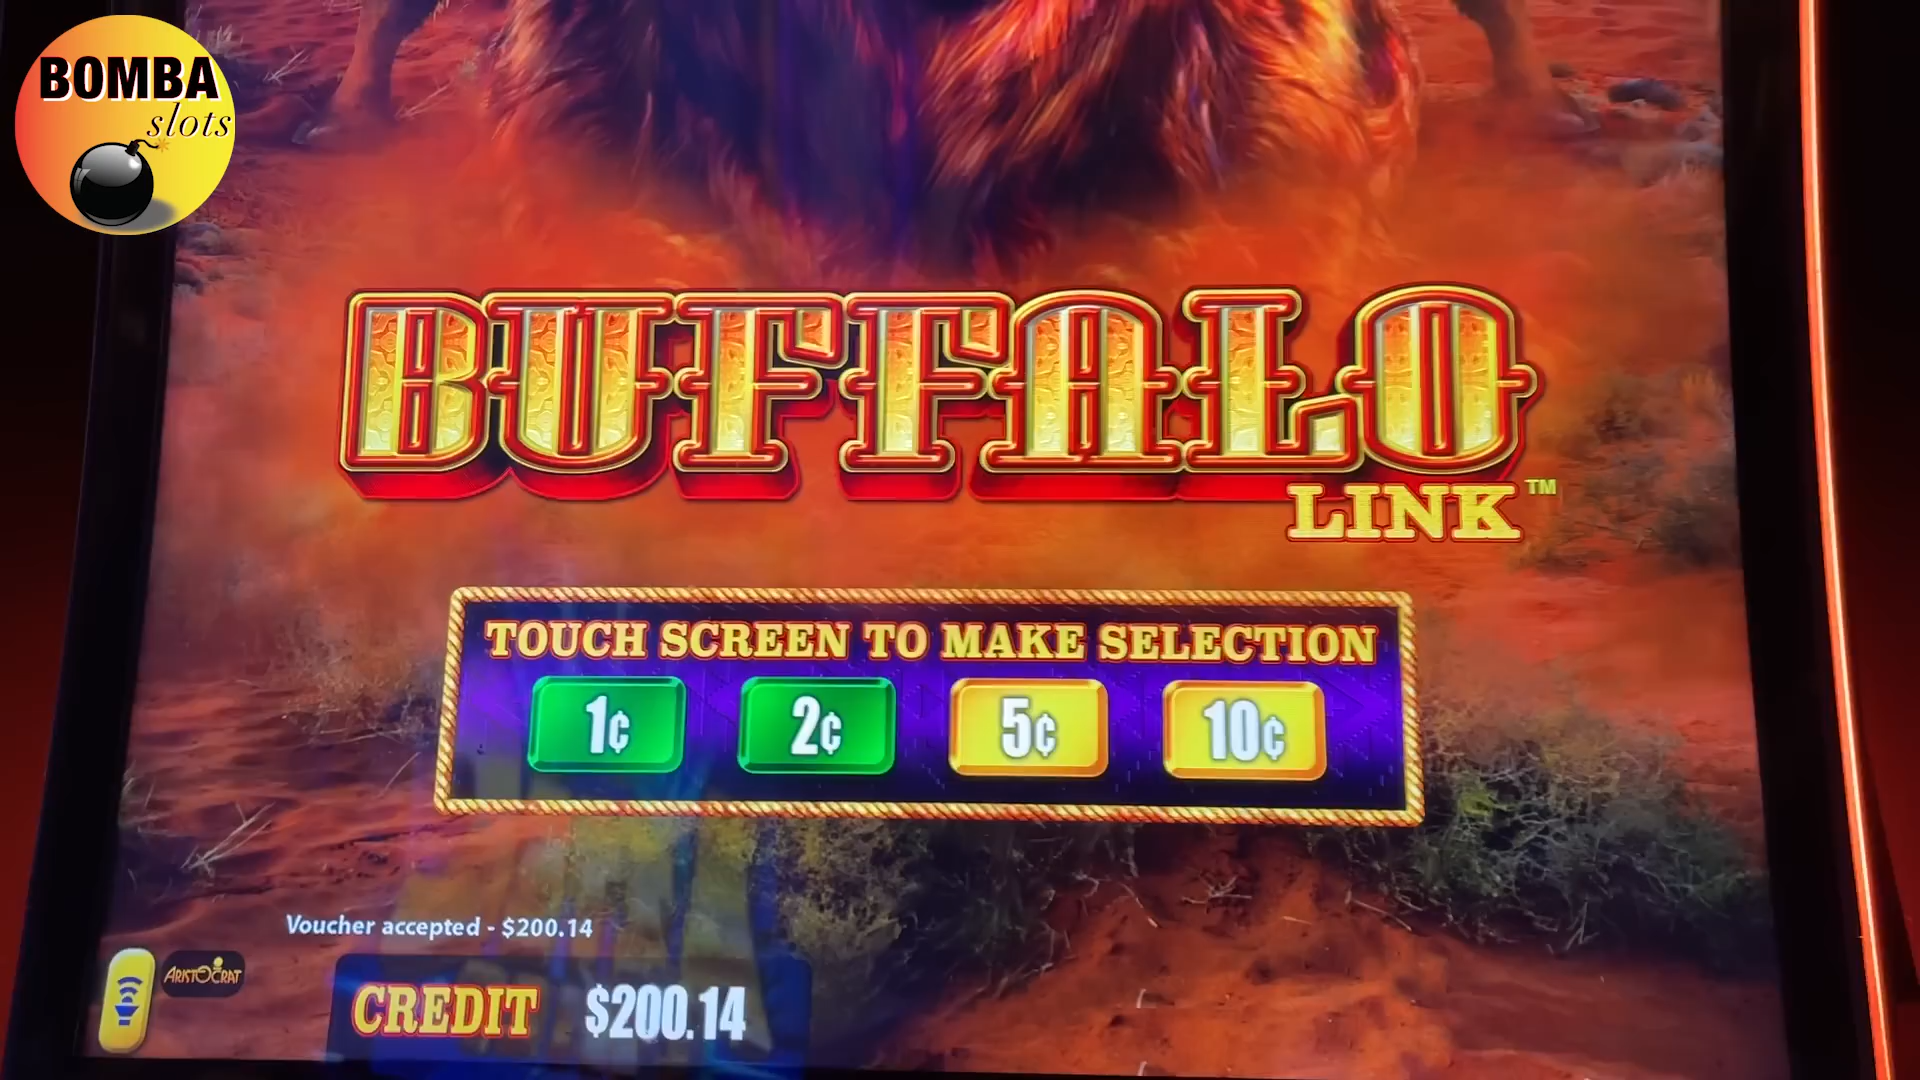 BOMBA
slots
BUFFALO
LINK™
TOUCH SCREEN TO MAKE SELECTION
1¢ 2¢ 5¢ 10¢
Voucher accepted - $200.14
ARISTOCRAT
CREDIT $200.14